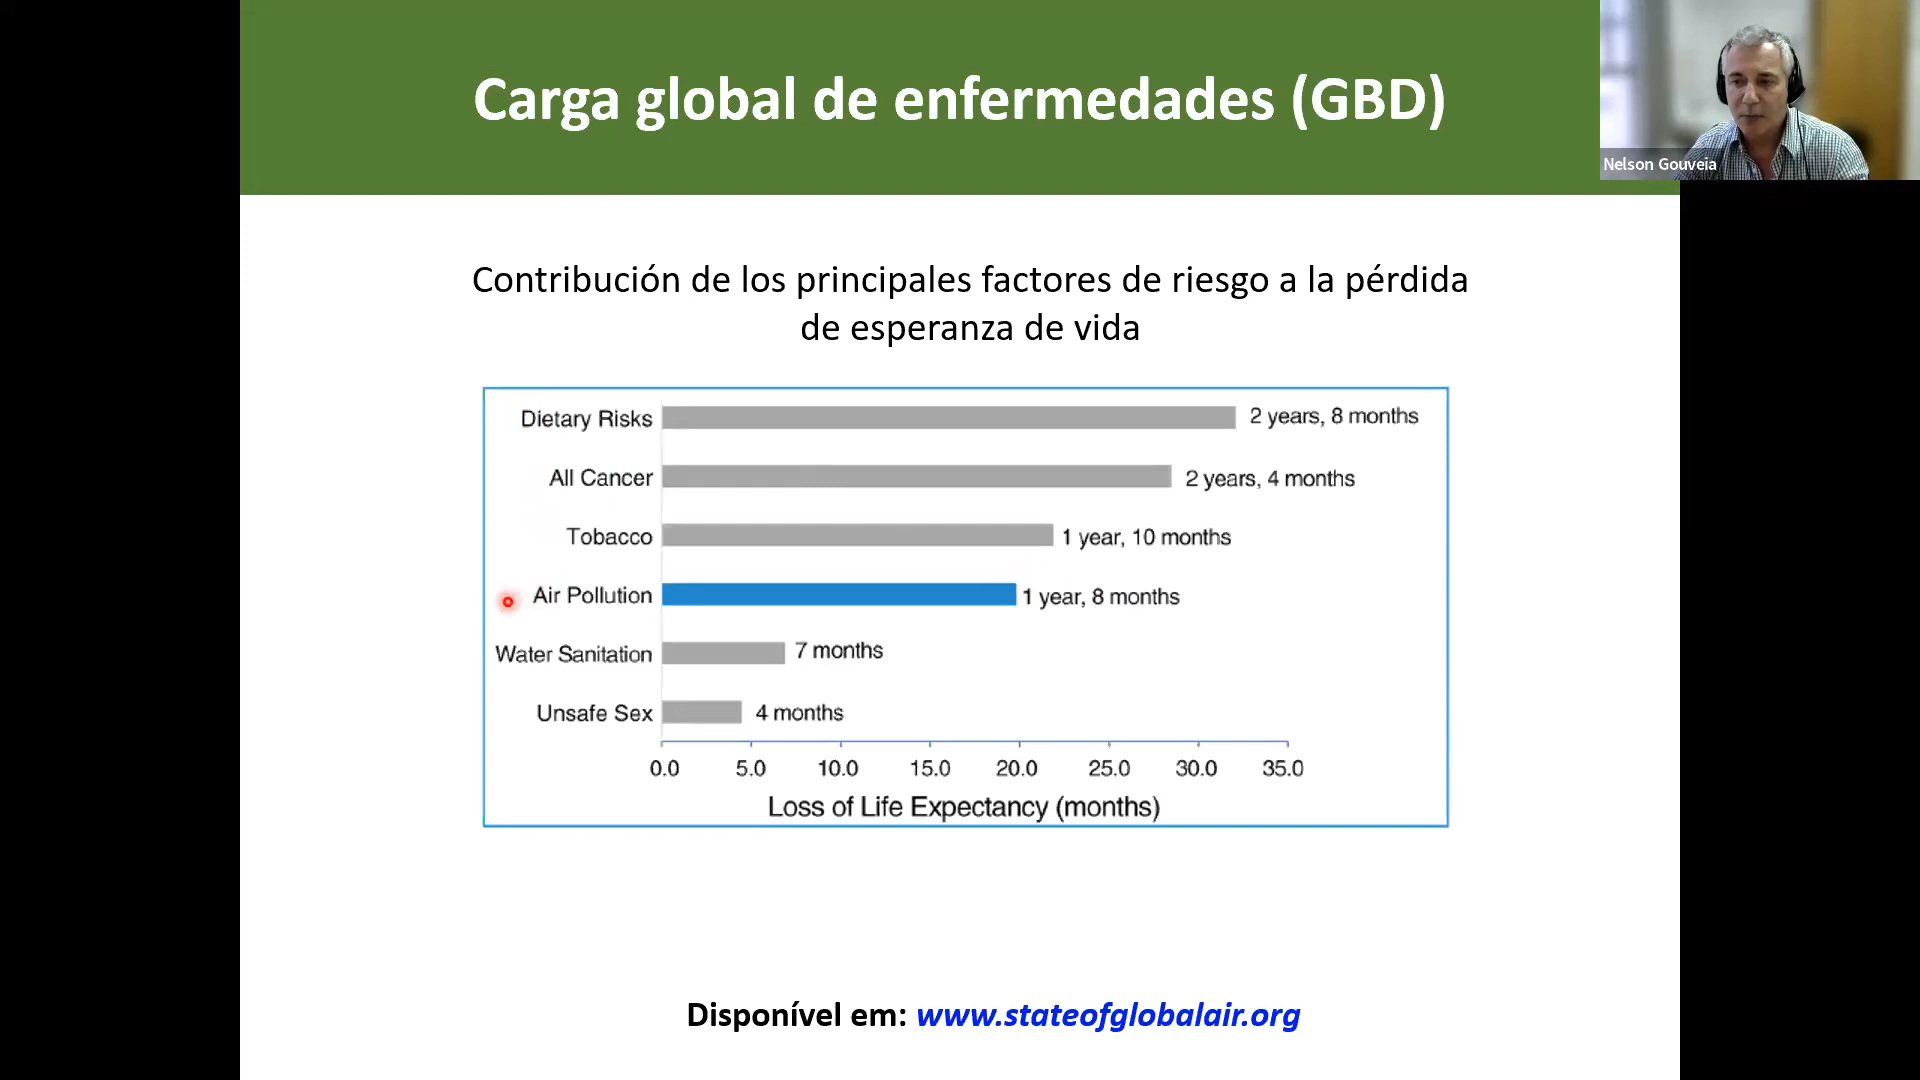 Carga global de enfermedades (GBD)
Nelson Gouveia
Contribución de los principales factores de riesgo a la pérdida
de esperanza de vida
Dietary Risks 2 years, 8 months
All Cancer 2 years, 4 months
Tobacco 1 year, 10 months
Air Pollution 1 year, 8 months
Water Sanitation 7 months
Unsafe Sex 4 months
0.0 5.0 10.0 15.0 20.0 25.0 30.0 35.0
Loss of Life Expectancy (months)
Disponível em: www.stateofglobalair.org